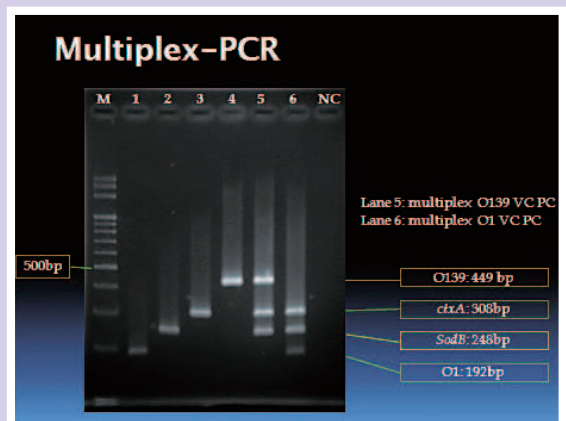 Multiplex-PCR
M 1 2 3 4 5 6 NC
Lane 5: multiplex O139 VC PC
Lane 6: multiplex O1 VC PC
500bp
O139: 449 bp
ctxA: 308bp
SodB: 248bp
O1: 192bp